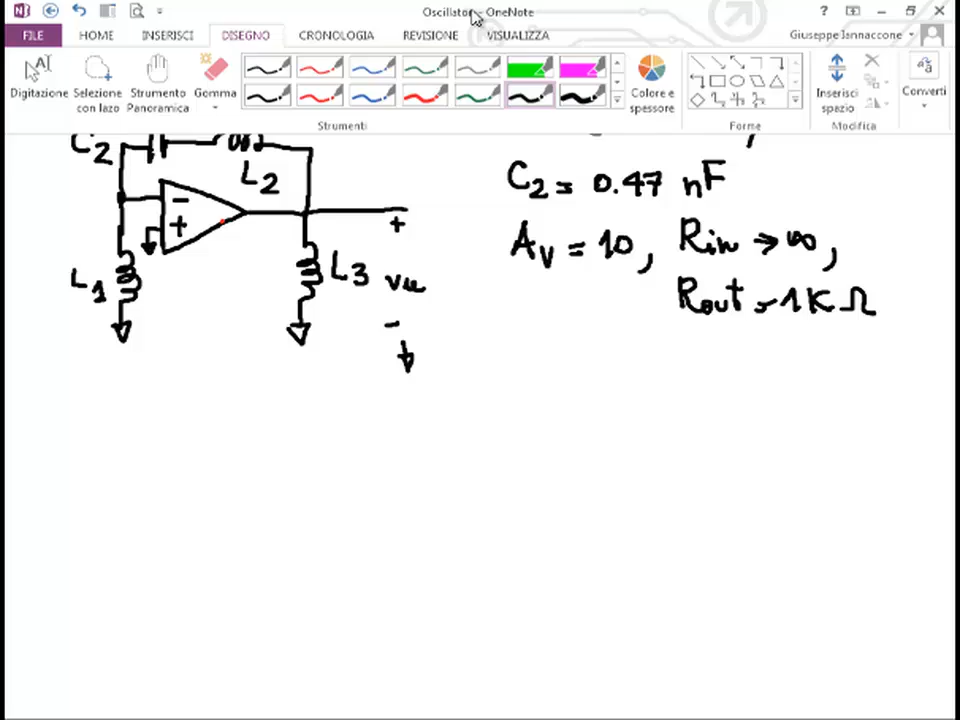 Oscillatori - OneNote
Giuseppe Iannaccone
FILE HOME INSERISCI DISEGNO CRONOLOGIA REVISIONE VISUALIZZA
Digitazione
Selezione con lazo
Strumento Panoramica
Gomma
Colore e spessore
Inserisci spazio
Converti
Strumenti
Forme
Modifica
C2
L2
L1
L3
vu
C2 = 0.47 nF
Av = 10, Rin → ∞,
Rout = 1K Ω